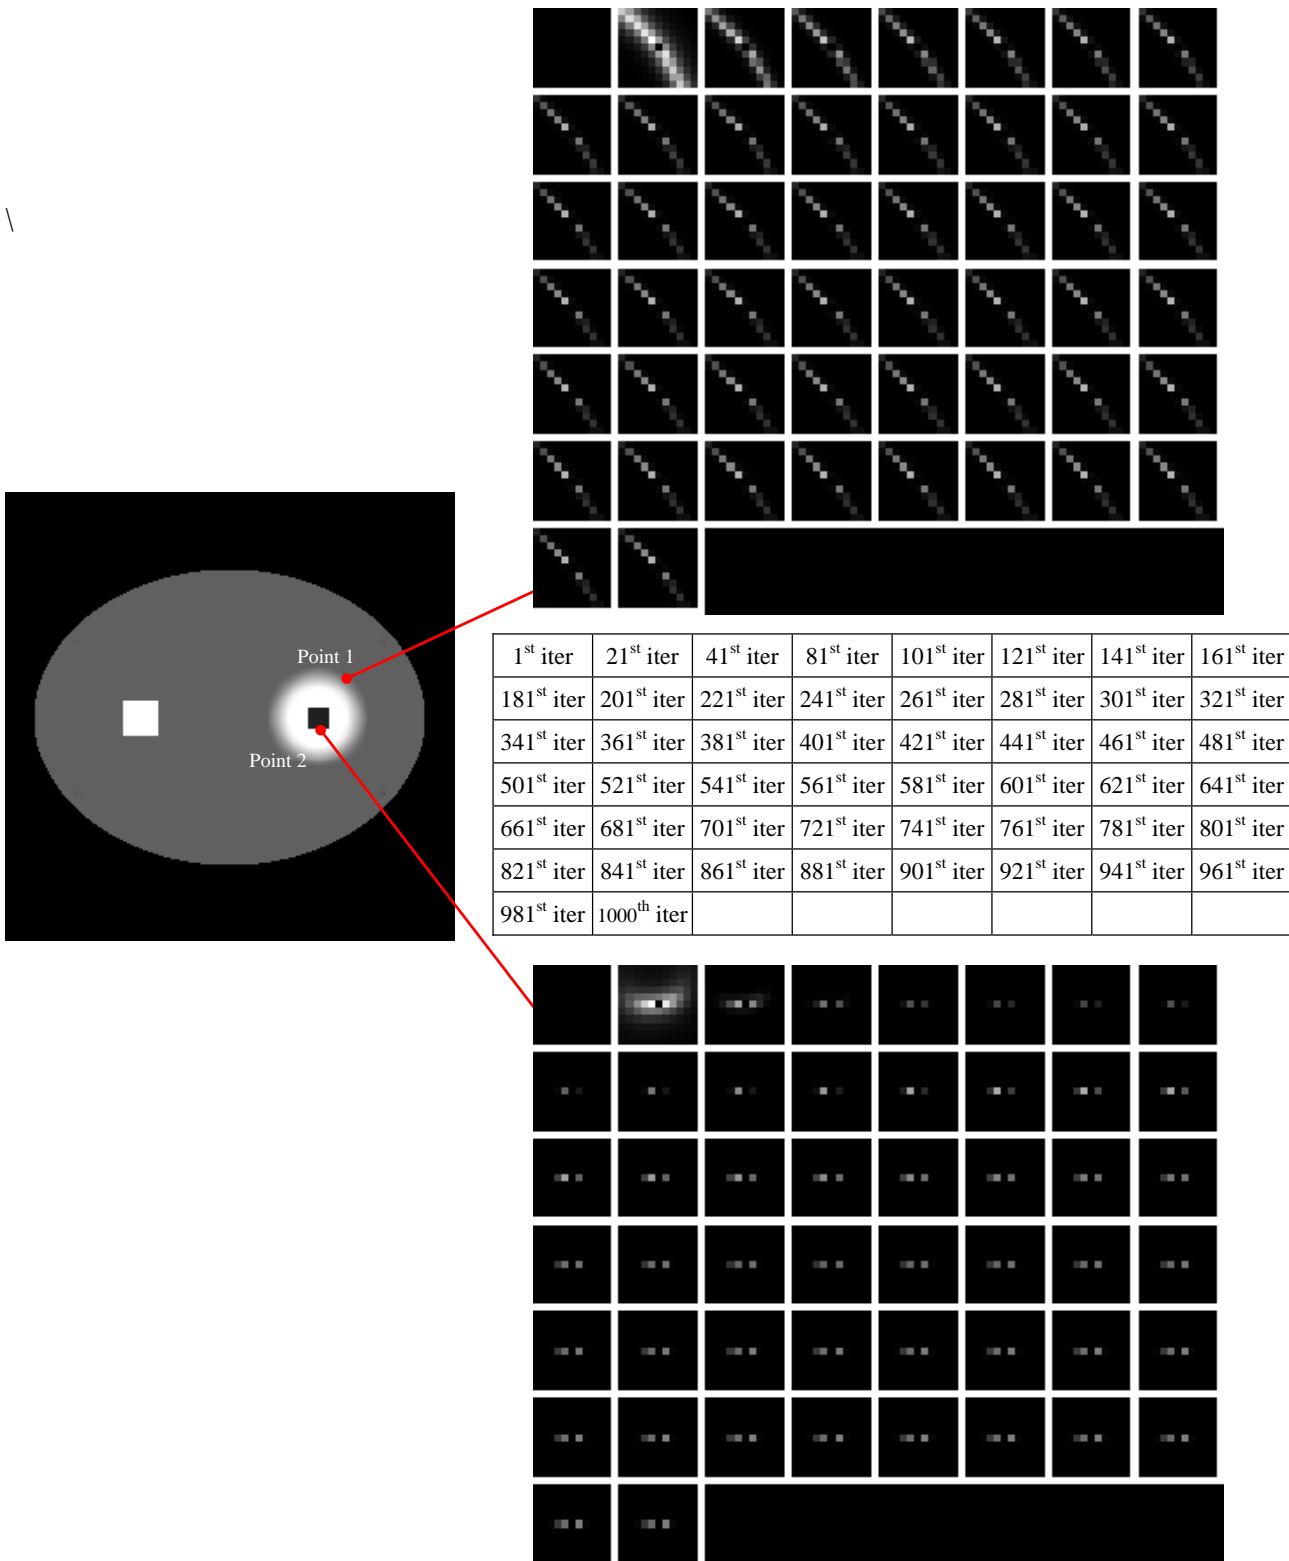 \
Point 1
Point 2
1st iter 21st iter 41st iter 81st iter 101st iter 121st iter 141st iter 161st iter
181st iter 201st iter 221st iter 241st iter 261st iter 281st iter 301st iter 321st iter
341st iter 361st iter 381st iter 401st iter 421st iter 441st iter 461st iter 481st iter
501st iter 521st iter 541st iter 561st iter 581st iter 601st iter 621st iter 641st iter
661st iter 681st iter 701st iter 721st iter 741st iter 761st iter 781st iter 801st iter
821st iter 841st iter 861st iter 881st iter 901st iter 921st iter 941st iter 961st iter
981st iter 1000th iter